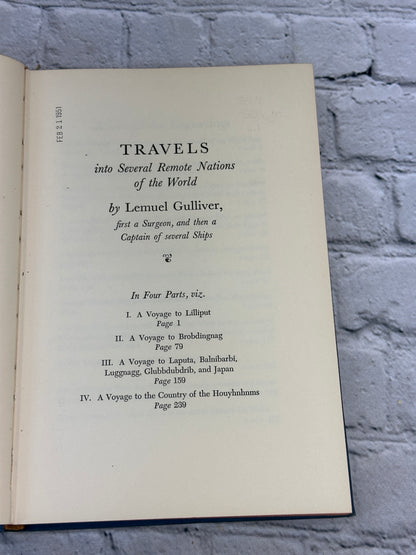 FEB 21 1951
TRAVELS
into Several Remote Nations
of the World
by Lemuel Gulliver,
first a Surgeon, and then a
Captain of several Ships
In Four Parts, viz.
I. A Voyage to Lilliput
Page 1
II. A Voyage to Brobdingnag
Page 79
III. A Voyage to Laputa, Balnibarbi,
Luggnagg, Glubbdubdrib, and Japan
Page 159
IV. A Voyage to the Country of the Houyhnhnms
Page 239